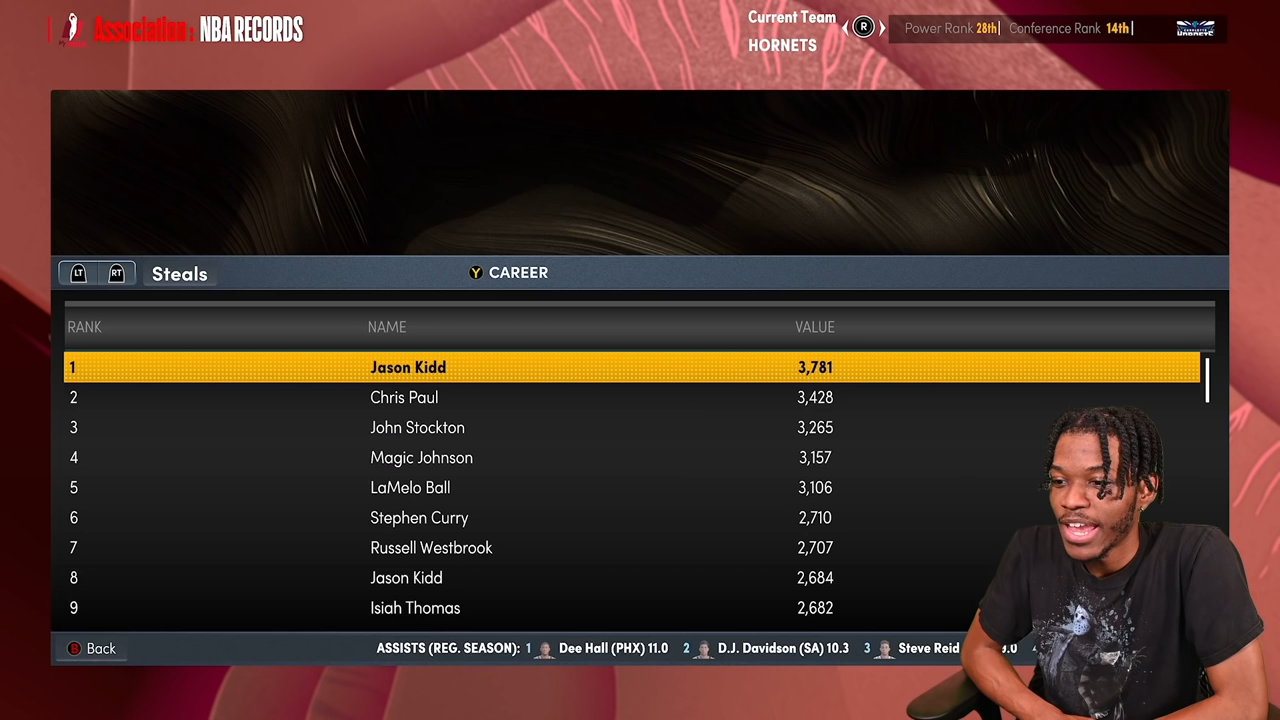 Association: NBA RECORDS
Current Team
HORNETS
R
Power Rank 28th| Conference Rank 14th|
HORNETS
LT RT Steals
Y CAREER
RANK NAME VALUE
1 Jason Kidd 3,781
2 Chris Paul 3,428
3 John Stockton 3,265
4 Magic Johnson 3,157
5 LaMelo Ball 3,106
6 Stephen Curry 2,710
7 Russell Westbrook 2,707
8 Jason Kidd 2,684
9 Isiah Thomas 2,682
B Back
ASSISTS (REG. SEASON): 1 Dee Hall (PHX) 11.0 2 D.J. Davidson (SA) 10.3 3 Steve Reid